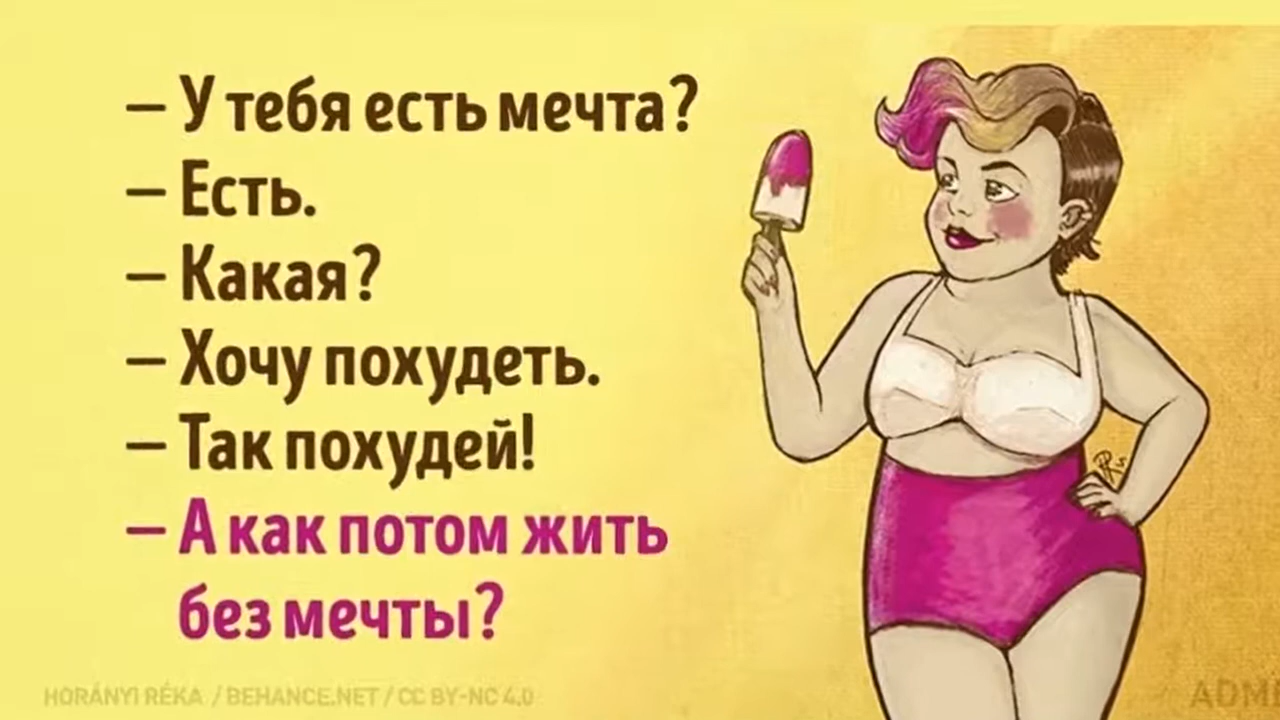 – У тебя есть мечта?
– Есть.
– Какая?
– Хочу похудеть.
– Так похудей!
– А как потом жить
без мечты?
HORÁNYI RÉKA / BEHANCE.NET / CC BY-NC 4.0